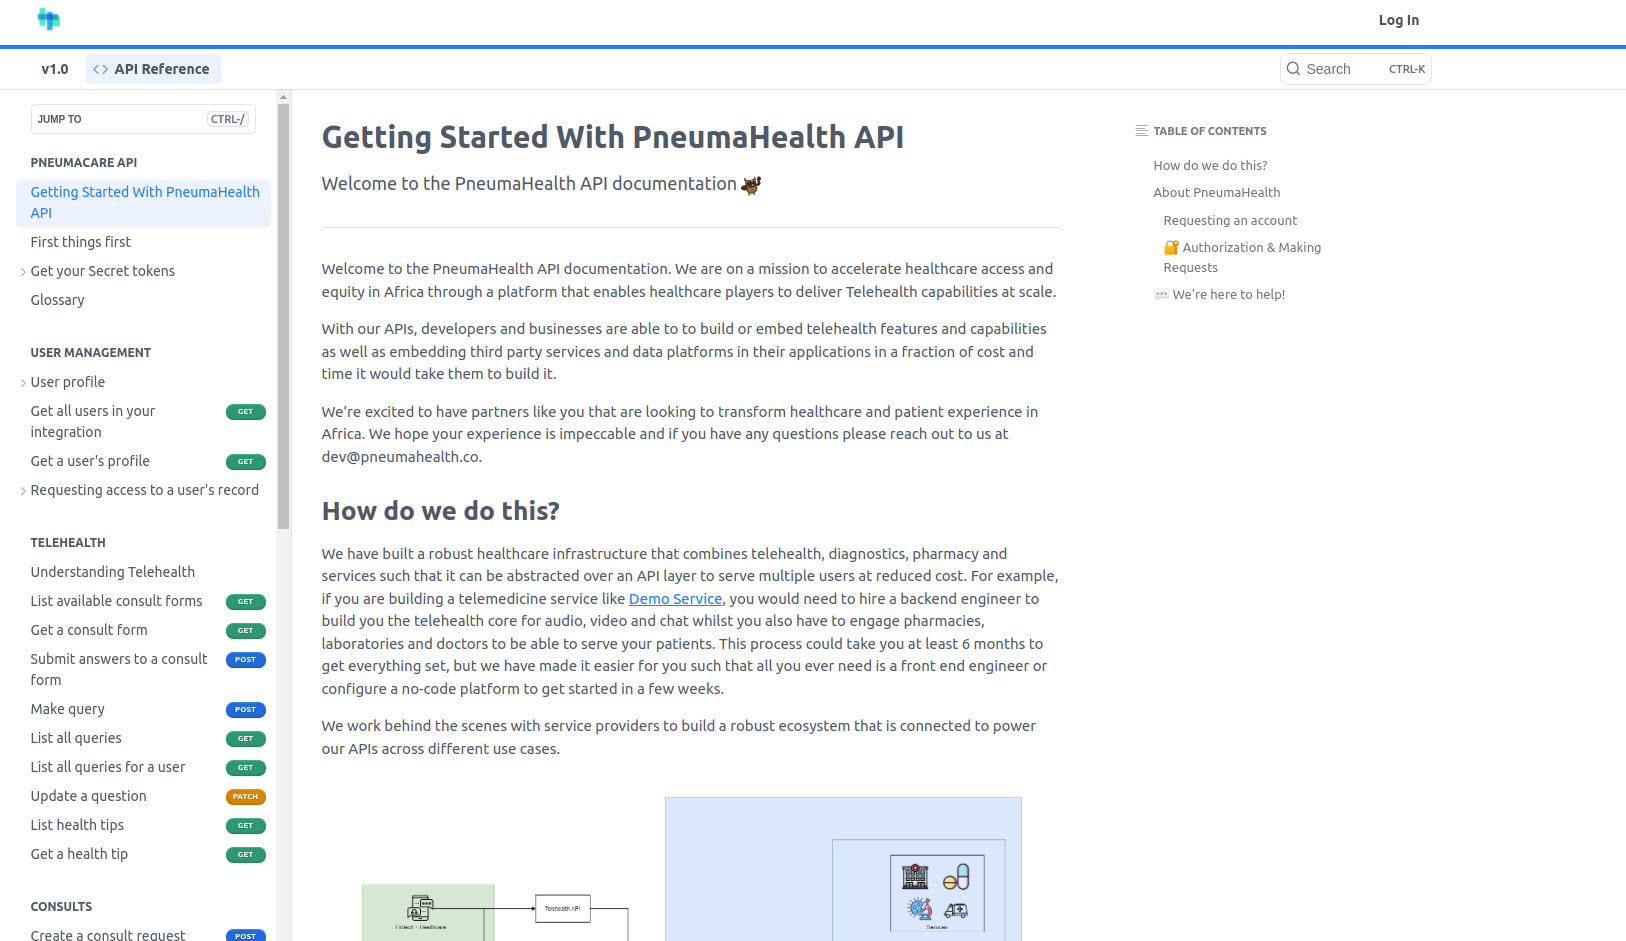 Log In
v1.0
API Reference
Search CTRL-K
JUMP TO CTRL-/
PNEUMACARE API
Getting Started With PneumaHealth
API
First things first
Get your Secret tokens
Glossary
USER MANAGEMENT
User profile
Get all users in your GET
integration
Get a user's profile GET
Requesting access to a user's record
TELEHEALTH
Understanding Telehealth
List available consult forms GET
Get a consult form GET
Submit answers to a consult POST
form
Make query POST
List all queries GET
List all queries for a user GET
Update a question PATCH
List health tips GET
Get a health tip GET
CONSULTS
Create a consult request POST
Getting Started With PneumaHealth API
Welcome to the PneumaHealth API documentation
Welcome to the PneumaHealth API documentation. We are on a mission to accelerate healthcare access and
equity in Africa through a platform that enables healthcare players to deliver Telehealth capabilities at scale.
With our APIs, developers and businesses are able to to build or embed telehealth features and capabilities
as well as embedding third party services and data platforms in their applications in a fraction of cost and
time it would take them to build it.
We’re excited to have partners like you that are looking to transform healthcare and patient experience in
Africa. We hope your experience is impeccable and if you have any questions please reach out to us at
dev@pneumahealth.co.
How do we do this?
We have built a robust healthcare infrastructure that combines telehealth, diagnostics, pharmacy and
services such that it can be abstracted over an API layer to serve multiple users at reduced cost. For example,
if you are building a telemedicine service like Demo Service, you would need to hire a backend engineer to
build you the telehealth core for audio, video and chat whilst you also have to engage pharmacies,
laboratories and doctors to be able to serve your patients. This process could take you at least 6 months to
get everything set, but we have made it easier for you such that all you ever need is a front end engineer or
configure a no-code platform to get started in a few weeks.
We work behind the scenes with service providers to build a robust ecosystem that is connected to power
our APIs across different use cases.
Fintech + Healthcare
Telehealth API
Services
TABLE OF CONTENTS
How do we do this?
About PneumaHealth
Requesting an account
Authorization & Making
Requests
We're here to help!